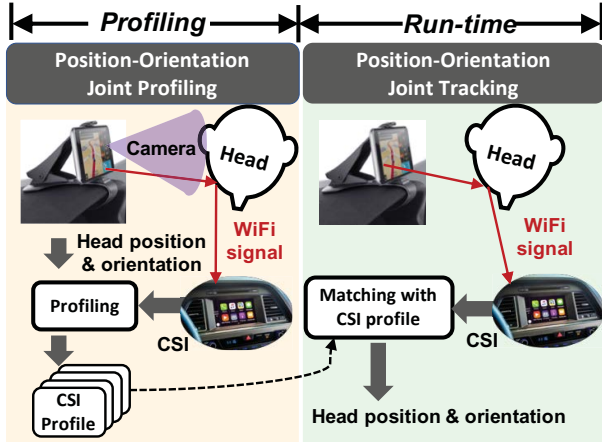 Profiling
Run-time
Position-Orientation
Joint Profiling
Position-Orientation
Joint Tracking
Camera
Head
Head
WiFi
signal
WiFi
signal
Head position
& orientation
Profiling
CSI
Matching with
CSI profile
CSI
CSI
Profile
Head position & orientation